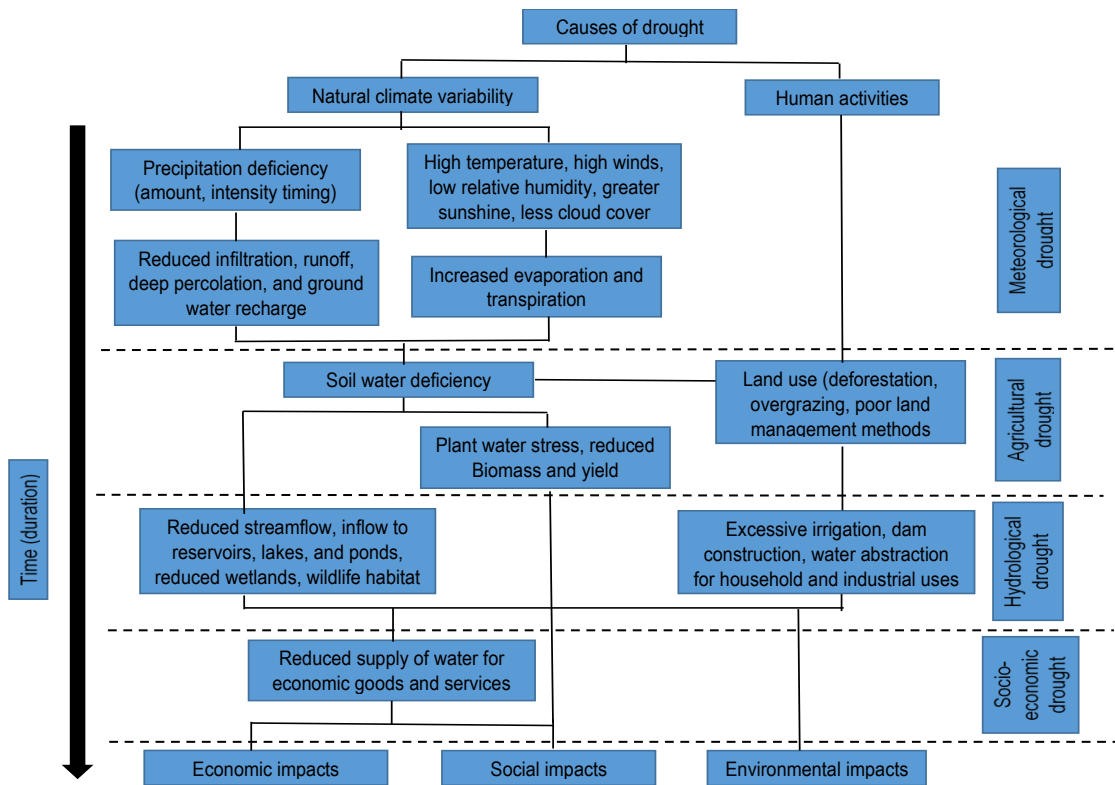 Causes of drought
Natural climate variability
Human activities
Precipitation deficiency
(amount, intensity timing)
High temperature, high winds,
low relative humidity, greater
sunshine, less cloud cover
Reduced infiltration, runoff,
deep percolation, and ground
water recharge
Increased evaporation and
transpiration
Meteorological
drought
Soil water deficiency
Land use (deforestation,
overgrazing, poor land
management methods
Plant water stress, reduced
Biomass and yield
Agricultural
drought
Time (duration)
Reduced streamflow, inflow to
reservoirs, lakes, and ponds,
reduced wetlands, wildlife habitat
Excessive irrigation, dam
construction, water abstraction
for household and industrial uses
Hydrological
drought
Reduced supply of water for
economic goods and services
Socio-
economic
drought
Economic impacts
Social impacts
Environmental impacts